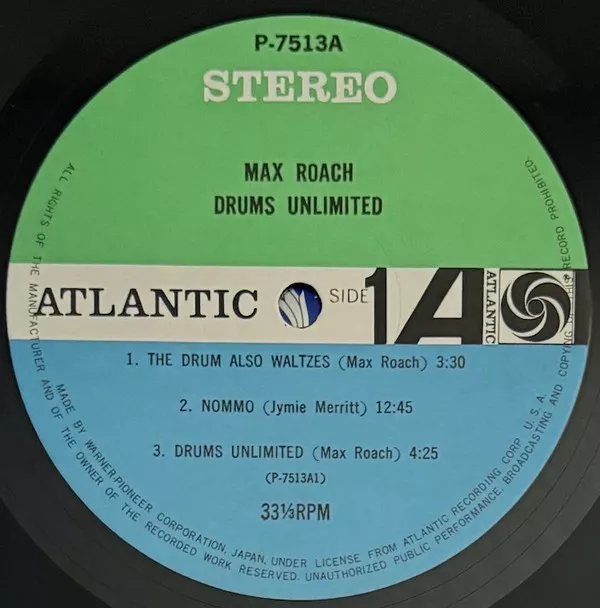 P-7513A
STEREO
MAX ROACH
DRUMS UNLIMITED
ATLANTIC
SIDE 1
A
ATLANTIC
1. THE DRUM ALSO WALTZES (Max Roach) 3:30
2. NOMMO (Jymie Merritt) 12:45
3. DRUMS UNLIMITED (Max Roach) 4:25
(P-7513A1)
33⅓RPM
ALL RIGHTS OF THE MANUFACTURER AND OF THE OWNER OF THE RECORDED WORK RESERVED. UNAUTHORIZED PUBLIC PERFORMANCE, BROADCASTING AND COPYING OF THIS RECORD PROHIBITED.
MADE BY WARNER-PIONEER CORPORATION, JAPAN, UNDER LICENSE FROM ATLANTIC RECORDING CORP. U.S.A.